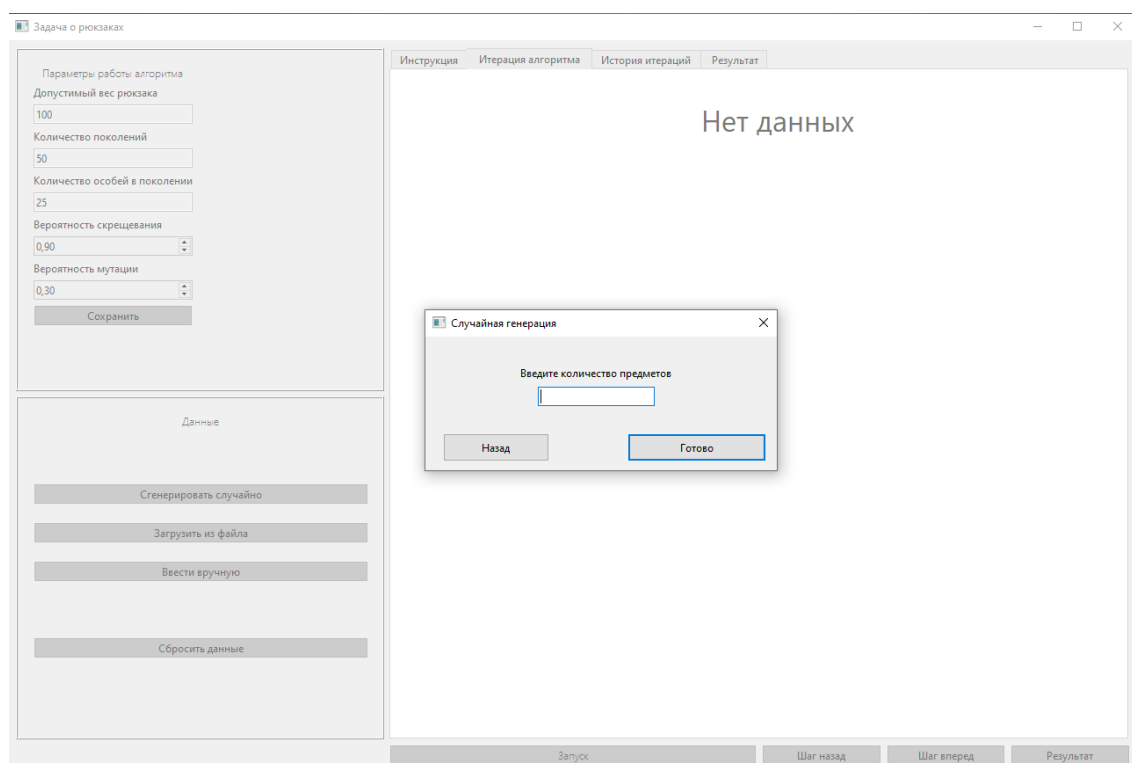 Задача о рюкзаках
Параметры работы алгоритма
Допустимый вес рюкзака
100
Количество поколений
50
Количество особей в поколении
25
Вероятность скрещевания
0,90
Вероятность мутации
0,30
Сохранить
Данные
Сгенерировать случайно
Загрузить из файла
Ввести вручную
Сбросить данные
Инструкция Итерация алгоритма История итераций Результат
Нет данных
Случайная генерация
Введите количество предметов
Назад Готово
Запуск Шаг назад Шаг вперед Результат